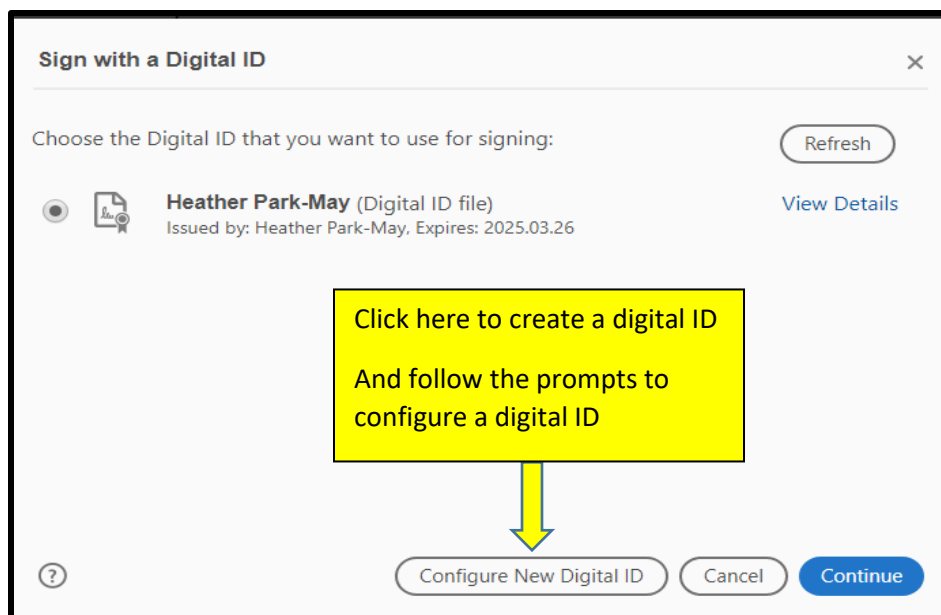 Sign with a Digital ID
×
Choose the Digital ID that you want to use for signing:
Refresh
Heather Park-May (Digital ID file)
View Details
Issued by: Heather Park-May, Expires: 2025.03.26
Click here to create a digital ID
And follow the prompts to
configure a digital ID
?
Configure New Digital ID
Cancel
Continue